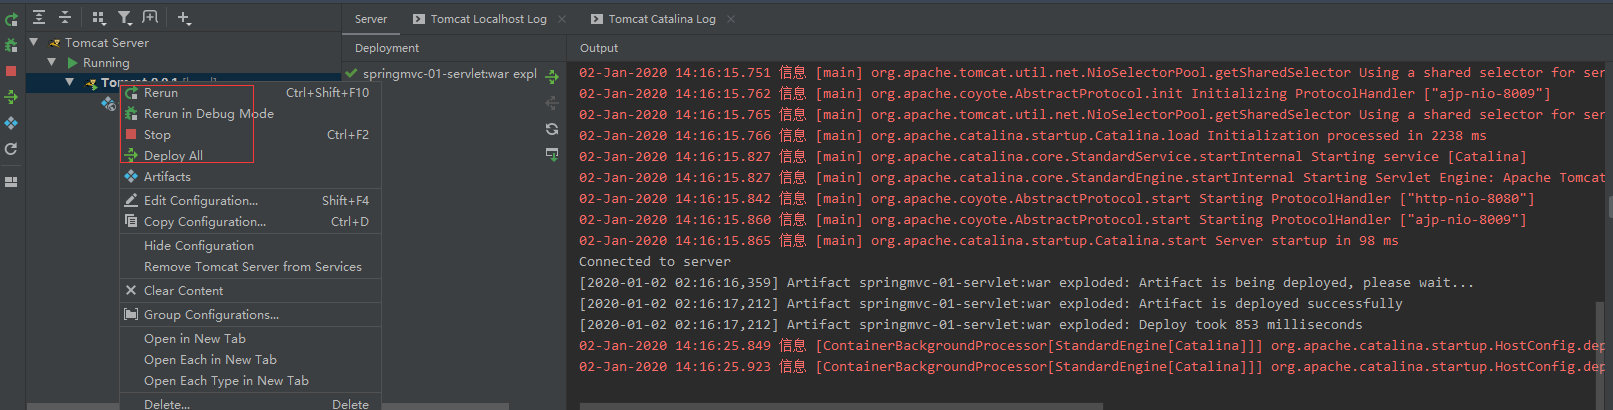 Server
Tomcat Localhost Log
Tomcat Catalina Log
Tomcat Server
Running
Deployment
Output
springmvc-01-servlet:war expl
Rerun Ctrl+Shift+F10
Rerun in Debug Mode
Stop Ctrl+F2
Deploy All
Artifacts
Edit Configuration... Shift+F4
Copy Configuration... Ctrl+D
Hide Configuration
Remove Tomcat Server from Services
Clear Content
Group Configurations...
Open in New Tab
Open Each in New Tab
Open Each Type in New Tab
Delete... Delete
02-Jan-2020 14:16:15.751 信息 [main] org.apache.tomcat.util.net.NioSelectorPool.getSharedSelector Using a shared selector for ser
02-Jan-2020 14:16:15.762 信息 [main] org.apache.coyote.AbstractProtocol.init Initializing ProtocolHandler ["ajp-nio-8009"]
02-Jan-2020 14:16:15.765 信息 [main] org.apache.tomcat.util.net.NioSelectorPool.getSharedSelector Using a shared selector for ser
02-Jan-2020 14:16:15.766 信息 [main] org.apache.catalina.startup.Catalina.load Initialization processed in 2238 ms
02-Jan-2020 14:16:15.827 信息 [main] org.apache.catalina.core.StandardService.startInternal Starting service [Catalina]
02-Jan-2020 14:16:15.827 信息 [main] org.apache.catalina.core.StandardEngine.startInternal Starting Servlet Engine: Apache Tomcat
02-Jan-2020 14:16:15.842 信息 [main] org.apache.coyote.AbstractProtocol.start Starting ProtocolHandler ["http-nio-8080"]
02-Jan-2020 14:16:15.860 信息 [main] org.apache.coyote.AbstractProtocol.start Starting ProtocolHandler ["ajp-nio-8009"]
02-Jan-2020 14:16:15.865 信息 [main] org.apache.catalina.startup.Catalina.start Server startup in 98 ms
Connected to server
[2020-01-02 02:16:16,359] Artifact springmvc-01-servlet:war exploded: Artifact is being deployed, please wait...
[2020-01-02 02:16:17,212] Artifact springmvc-01-servlet:war exploded: Artifact is deployed successfully
[2020-01-02 02:16:17,212] Artifact springmvc-01-servlet:war exploded: Deploy took 853 milliseconds
02-Jan-2020 14:16:25.849 信息 [ContainerBackgroundProcessor[StandardEngine[Catalina]]] org.apache.catalina.startup.HostConfig.dep
02-Jan-2020 14:16:25.923 信息 [ContainerBackgroundProcessor[StandardEngine[Catalina]]] org.apache.catalina.startup.HostConfig.dep